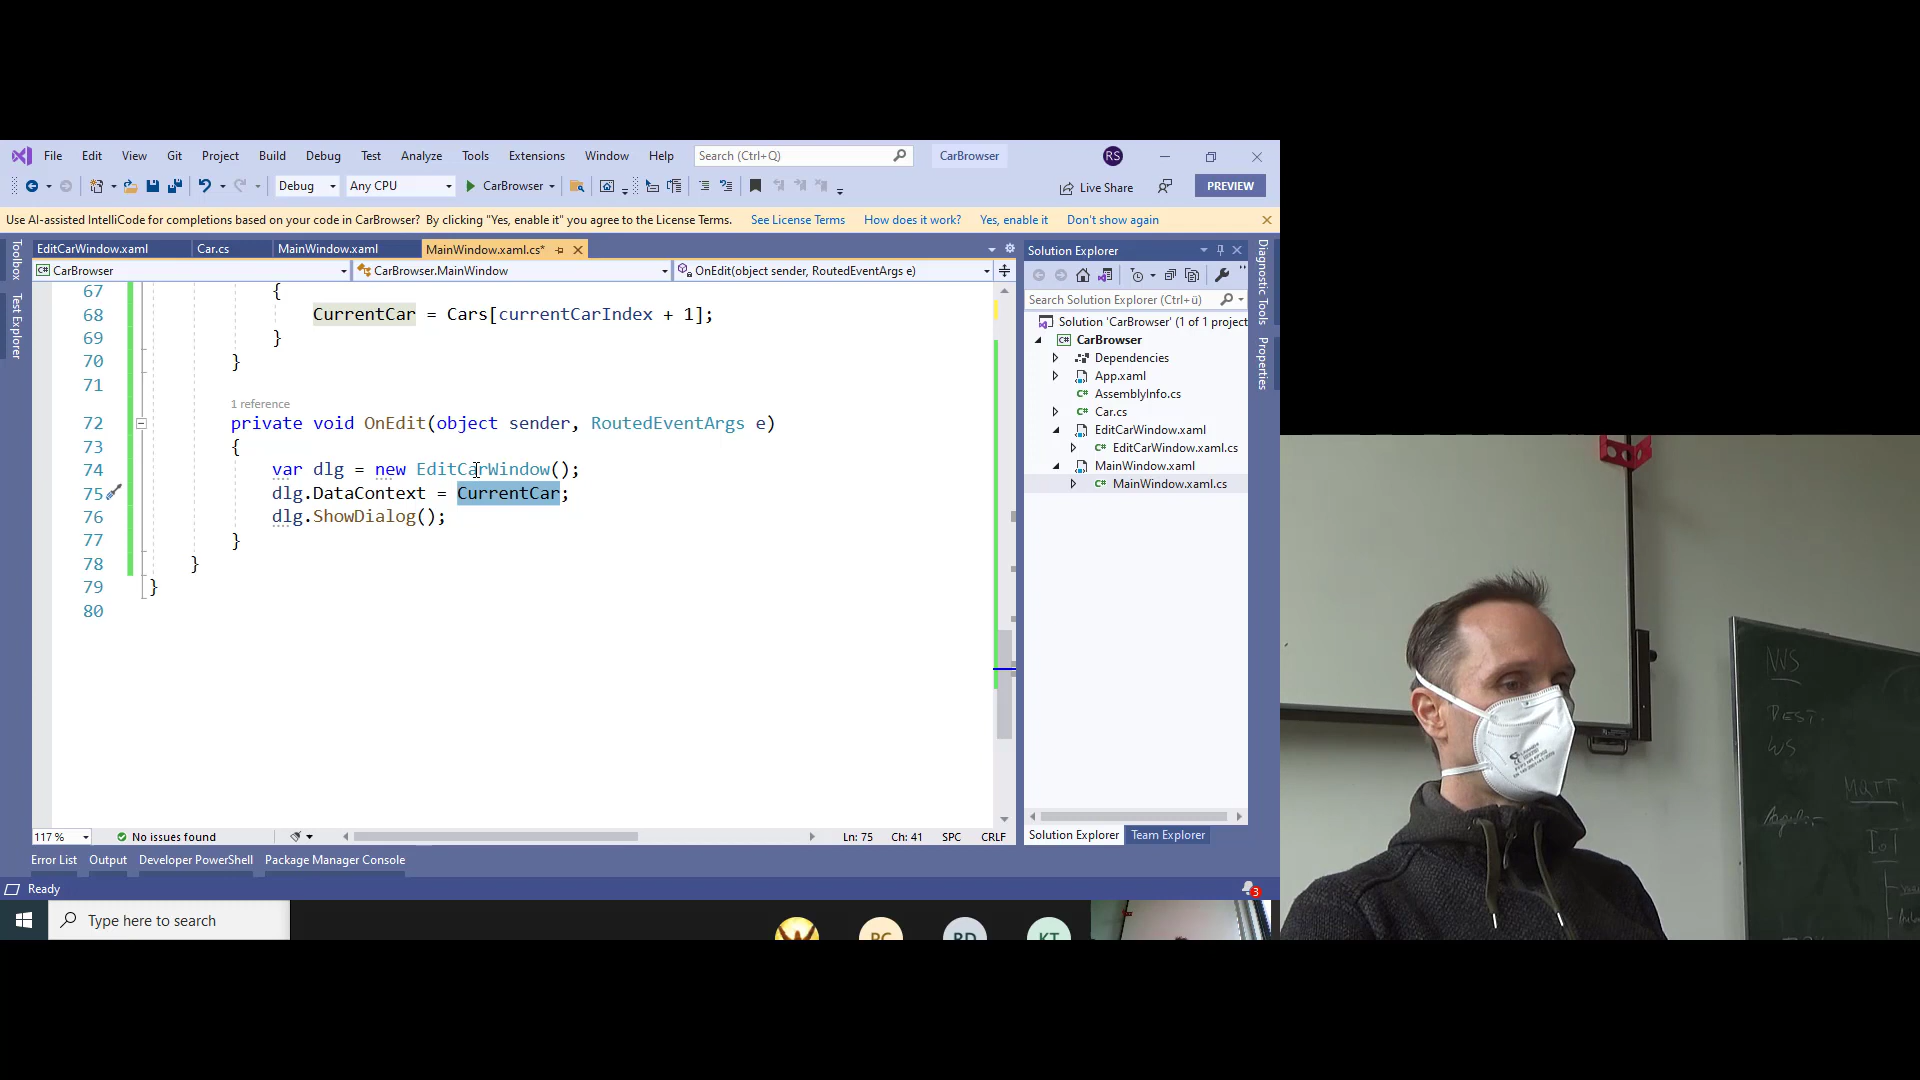 File Edit View Git Project Build Debug Test Analyze Tools Extensions Window Help Search (Ctrl+Q) CarBrowser RS
Debug Any CPU CarBrowser Live Share PREVIEW
Use AI-assisted IntelliCode for completions based on your code in CarBrowser? By clicking "Yes, enable it" you agree to the License Terms. See License Terms How does it work? Yes, enable it Don't show again
Toolbox
Test Explorer
EditCarWindow.xaml Car.cs MainWindow.xaml MainWindow.xaml.cs*
CarBrowser CarBrowser.MainWindow OnEdit(object sender, RoutedEventArgs e)
67 {
68 CurrentCar = Cars[currentCarIndex + 1];
69 }
70 }
71
1 reference
72 private void OnEdit(object sender, RoutedEventArgs e)
73 {
74 var dlg = new EditCarWindow();
75 dlg.DataContext = CurrentCar;
76 dlg.ShowDialog();
77 }
78 }
79 }
80
117 % No issues found Ln: 75 Ch: 41 SPC CRLF
Solution Explorer
Search Solution Explorer (Ctrl+ü)
Solution 'CarBrowser' (1 of 1 project
CarBrowser
Dependencies
App.xaml
AssemblyInfo.cs
Car.cs
EditCarWindow.xaml
EditCarWindow.xaml.cs
MainWindow.xaml
MainWindow.xaml.cs
Solution Explorer Team Explorer
Diagnostic Tools
Properties
Error List Output Developer PowerShell Package Manager Console
Ready 3
Type here to search
NVS
WS
MQTT
IoT